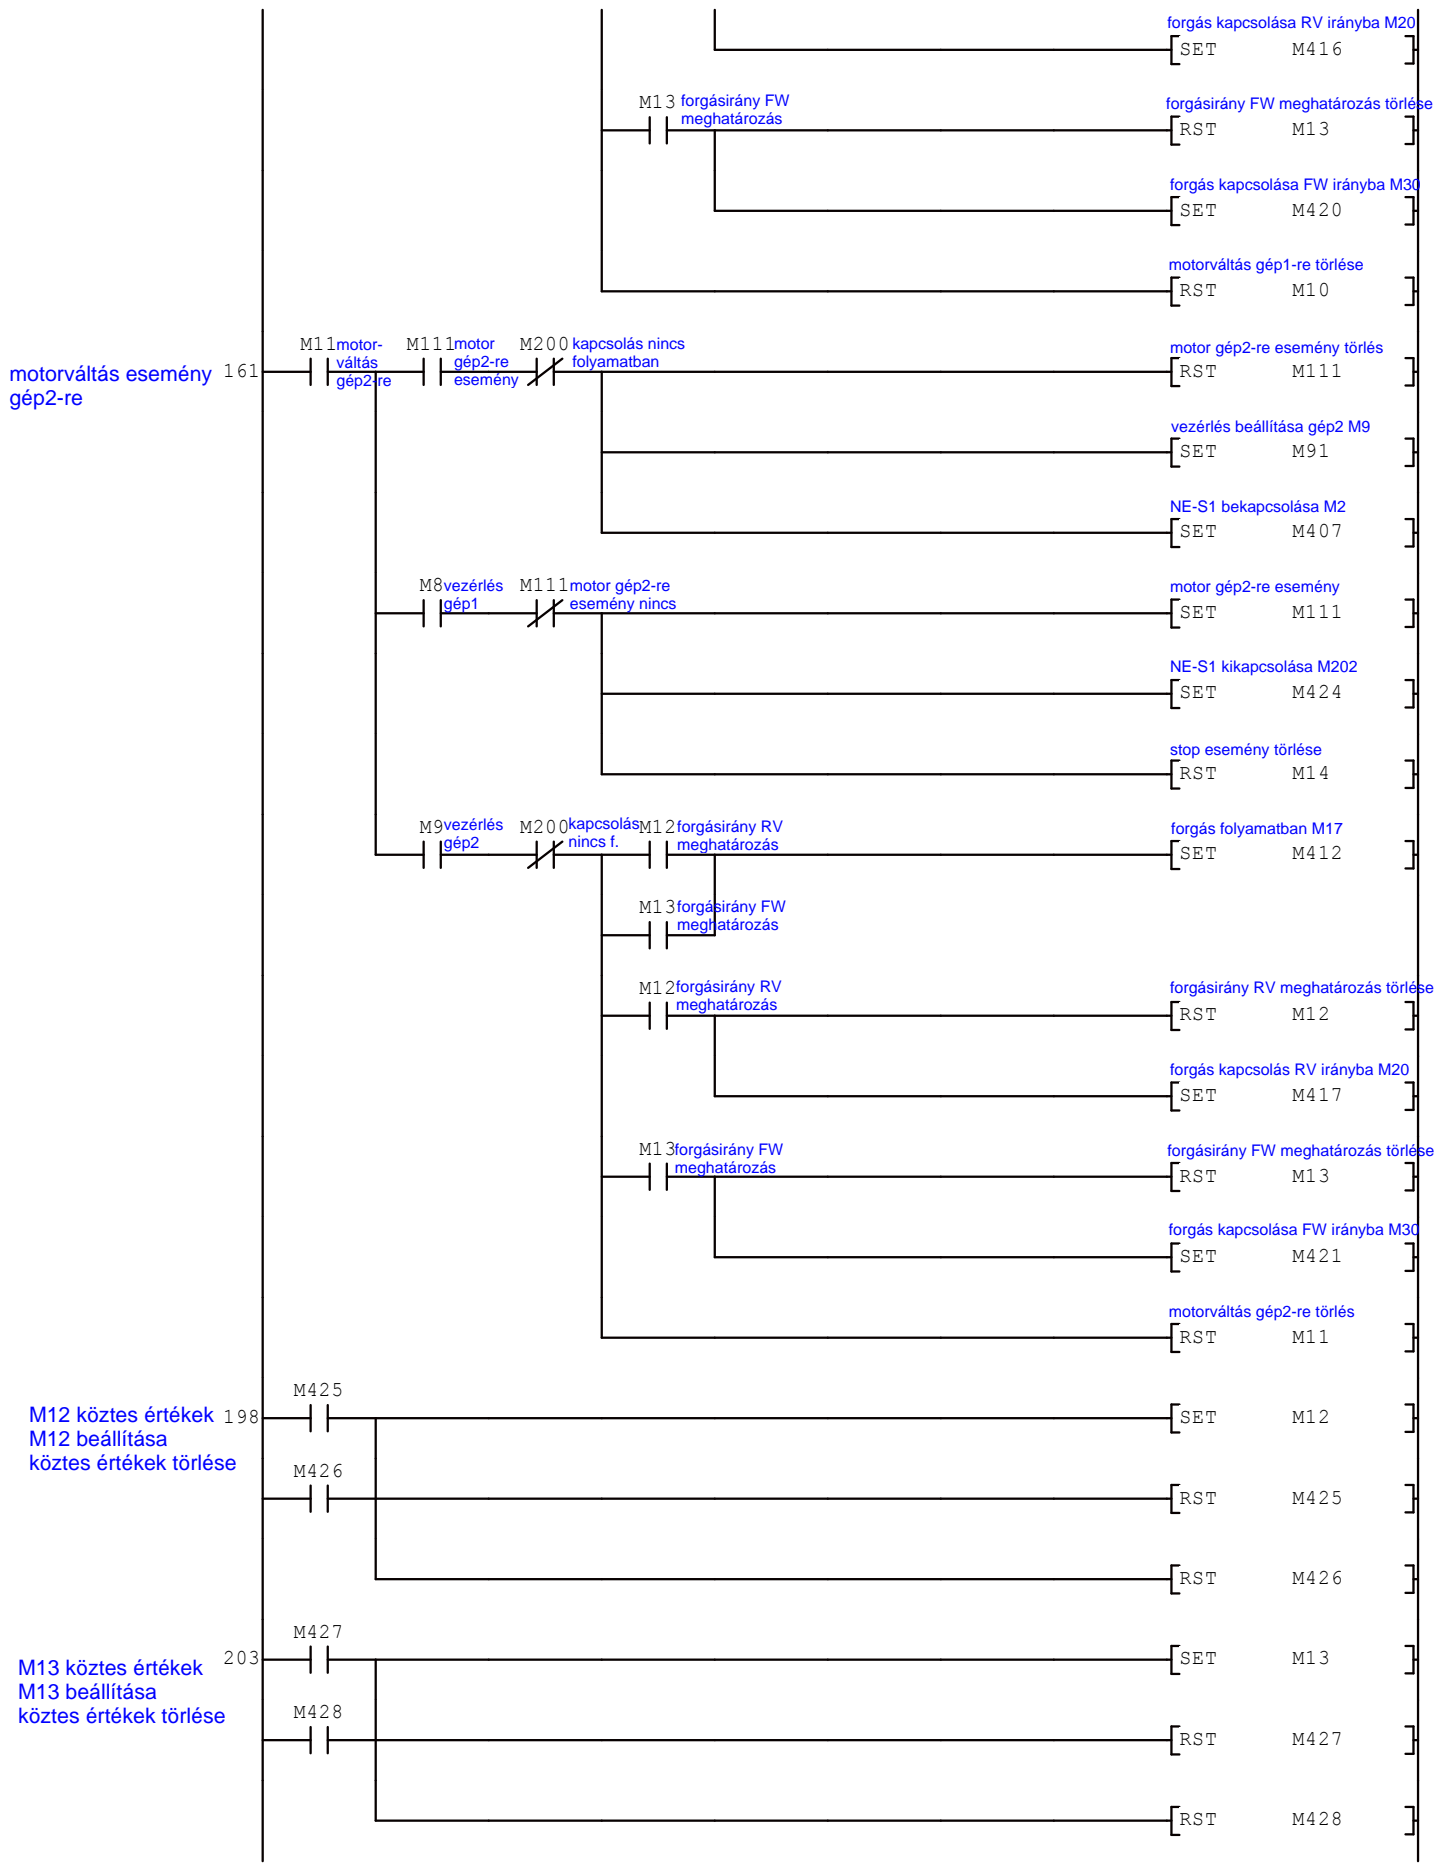 forgás kapcsolása RV irányba M20
SET M416
M13 forgásirány FW
meghatározás
forgásirány FW meghatározás törlése
RST M13
forgás kapcsolása FW irányba M30
SET M420
motorváltás gép1-re törlése
RST M10
motorváltás esemény
gép2-re
161
M11 motor-
váltás
gép2-re
M111 motor
gép2-re
esemény
M200 kapcsolás nincs
folyamatban
motor gép2-re esemény törlés
RST M111
vezérlés beállítása gép2 M9
SET M91
NE-S1 bekapcsolása M2
SET M407
M8 vezérlés
gép1
M111 motor gép2-re
esemény nincs
motor gép2-re esemény
SET M111
NE-S1 kikapcsolása M202
SET M424
stop esemény törlése
RST M14
M9 vezérlés
gép2
M200 kapcsolás
nincs f.
M12 forgásirány RV
meghatározás
forgás folyamatban M17
SET M412
M13 forgásirány FW
meghatározás
M12 forgásirány RV
meghatározás
forgásirány RV meghatározás törlése
RST M12
forgás kapcsolás RV irányba M20
SET M417
M13 forgásirány FW
meghatározás
forgásirány FW meghatározás törlése
RST M13
forgás kapcsolása FW irányba M30
SET M421
motorváltás gép2-re törlés
RST M11
M12 köztes értékek
M12 beállítása
köztes értékek törlése
198
M425
SET M12
M426
RST M425
RST M426
M13 köztes értékek
M13 beállítása
köztes értékek törlése
203
M427
SET M13
M428
RST M427
RST M428